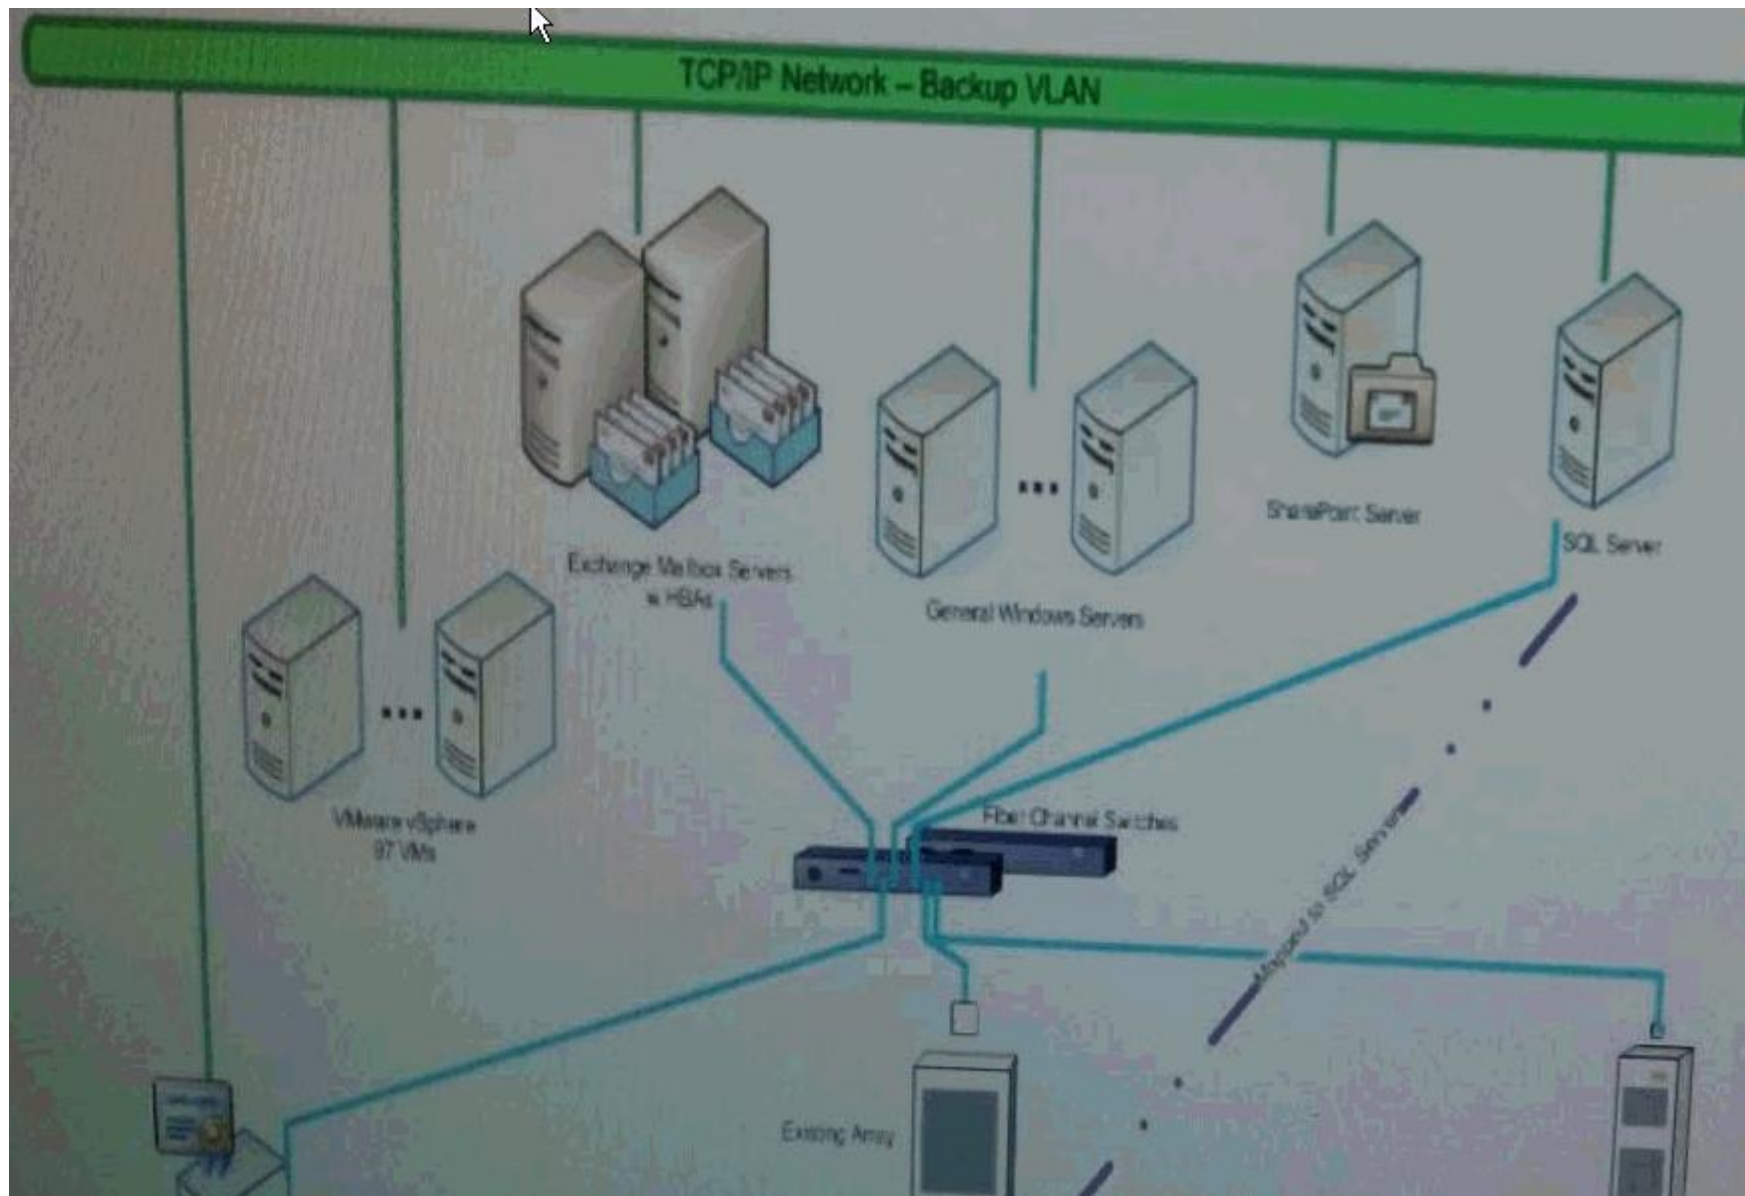 TCP/IP Network – Backup VLAN
SharePoint Server
SQL Server
Exchange Mailbox Servers
w HBAs
General Windows Servers
VMware vSphere
97 VMs
Fiber Channel Switches
Mapped to SQL Server
Existing Array